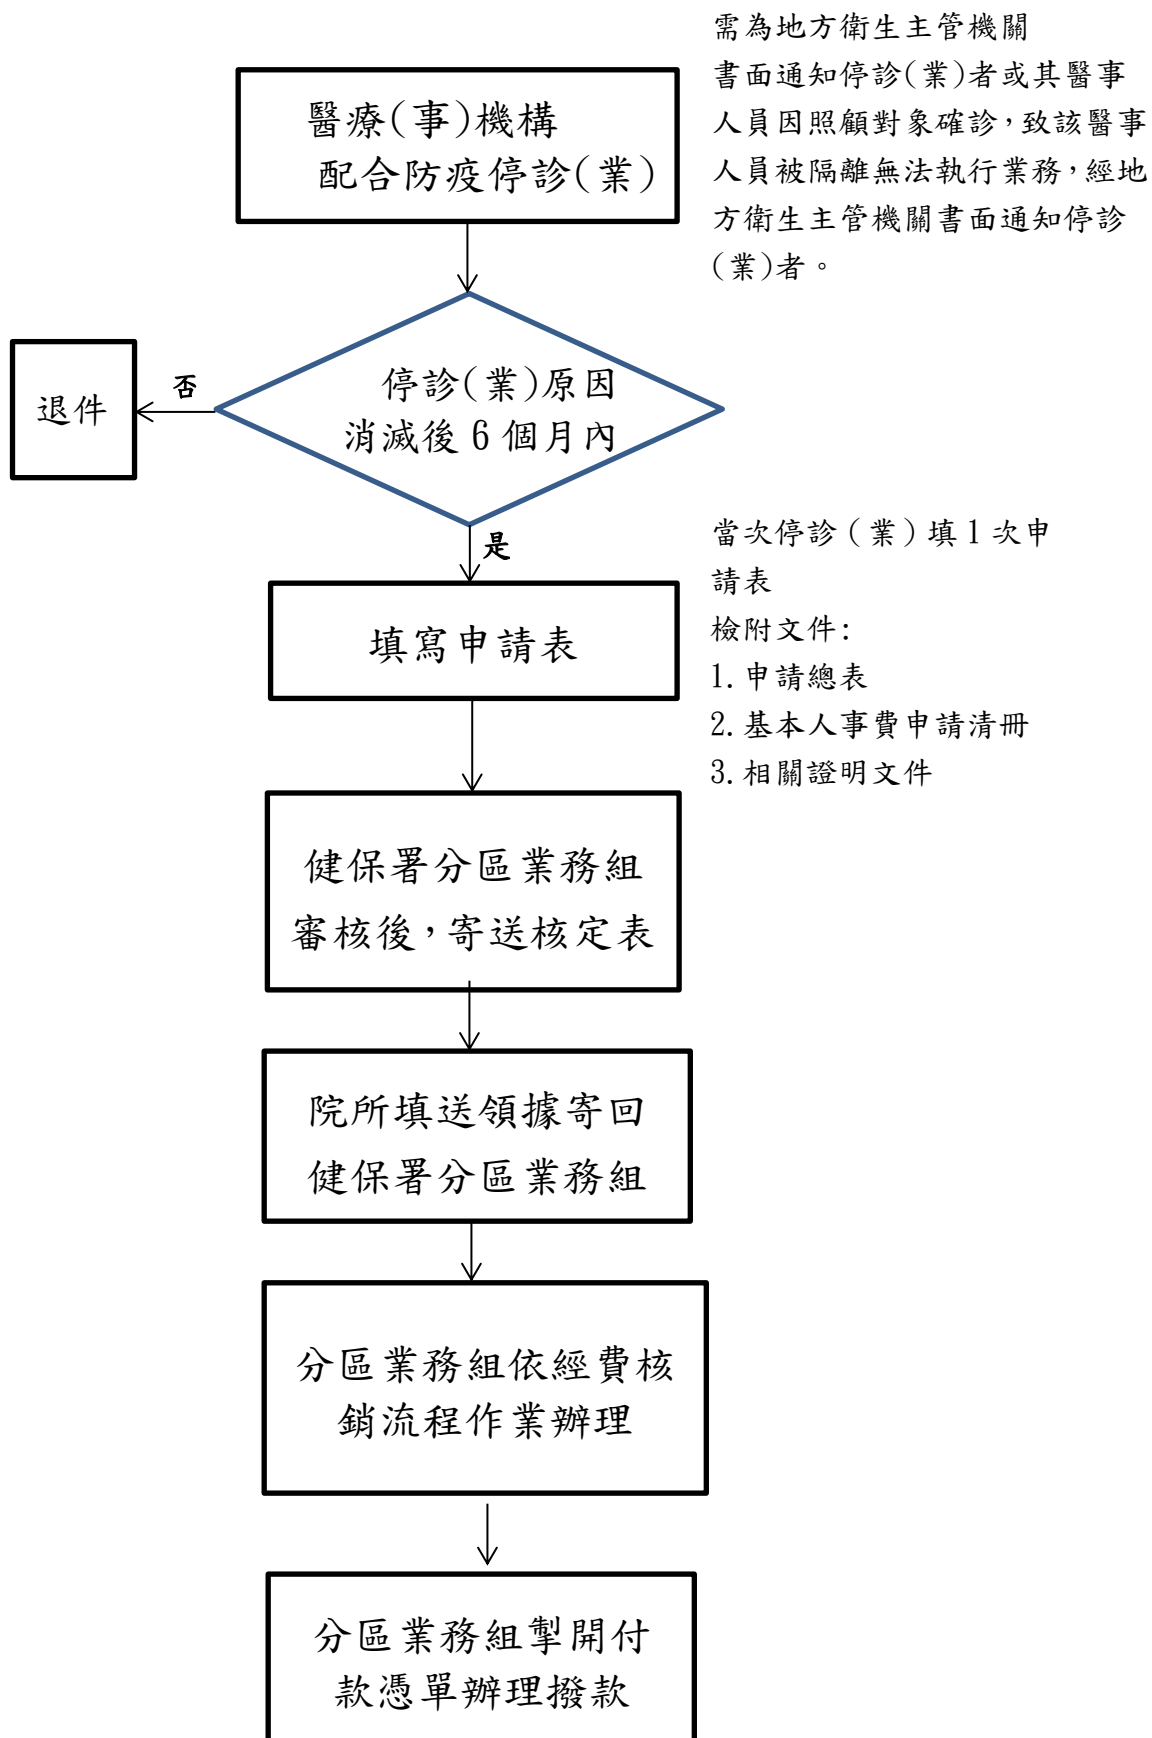 需為地方衛生主管機關
書面通知停診(業)者或其醫事
人員因照顧對象確診，致該醫事
人員被隔離無法執行業務，經地
方衛生主管機關書面通知停診
(業)者。
醫療(事)機構
配合防疫停診(業)
停診(業)原因
消滅後 6 個月內
否
退件
是
當次停診（業）填 1 次申
請表
檢附文件:
1.申請總表
2.基本人事費申請清冊
3.相關證明文件
填寫申請表
健保署分區業務組
審核後，寄送核定表
院所填送領據寄回
健保署分區業務組
分區業務組依經費核
銷流程作業辦理
分區業務組掣開付
款憑單辦理撥款